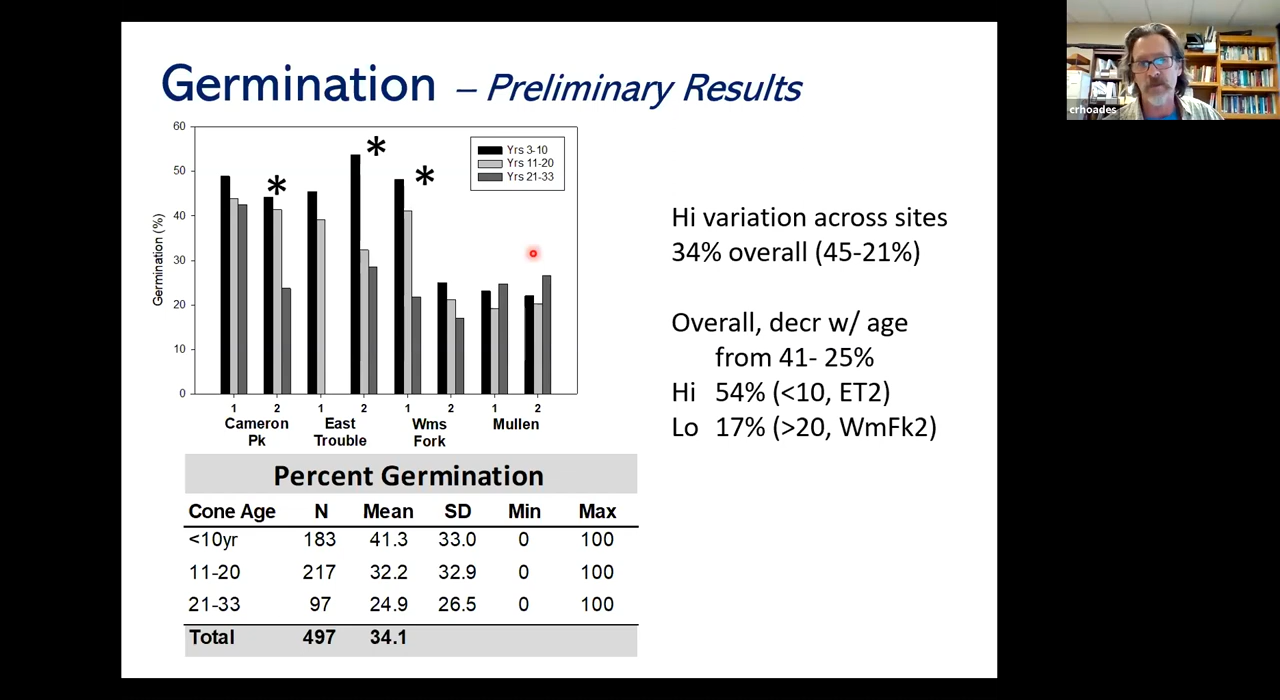 Germination – Preliminary Results
60
50
40
30
20
10
0
Germination (%)
Yrs 3-10
Yrs 11-20
Yrs 21-33
*
*
*
1 2 1 2 1 2 1 2
Cameron Pk
East Trouble
Wms Fork
Mullen
Hi variation across sites
34% overall (45-21%)
Overall, decr w/ age
from 41- 25%
Hi 54% (<10, ET2)
Lo 17% (>20, WmFk2)
Percent Germination
Cone Age N Mean SD Min Max
<10yr 183 41.3 33.0 0 100
11-20 217 32.2 32.9 0 100
21-33 97 24.9 26.5 0 100
Total 497 34.1
crhoades